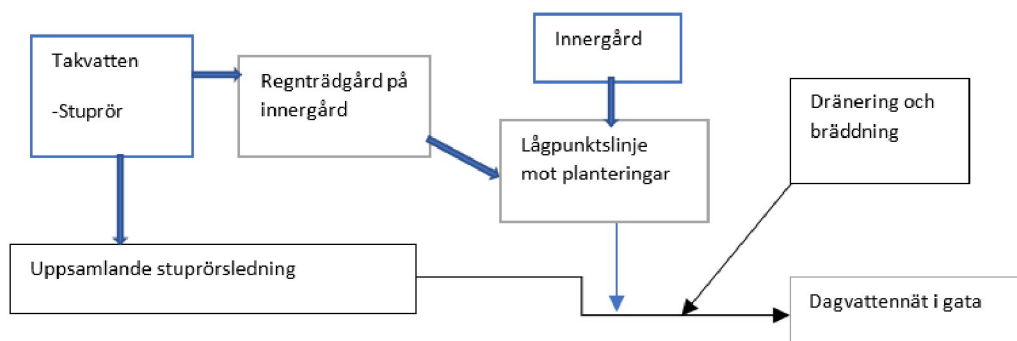 Takvatten
-Stuprör
Regnträdgård på
innergård
Innergård
Lågpunktslinje
mot planteringar
Dränering och
bräddning
Uppsamlande stuprörsledning
Dagvattennät i gata